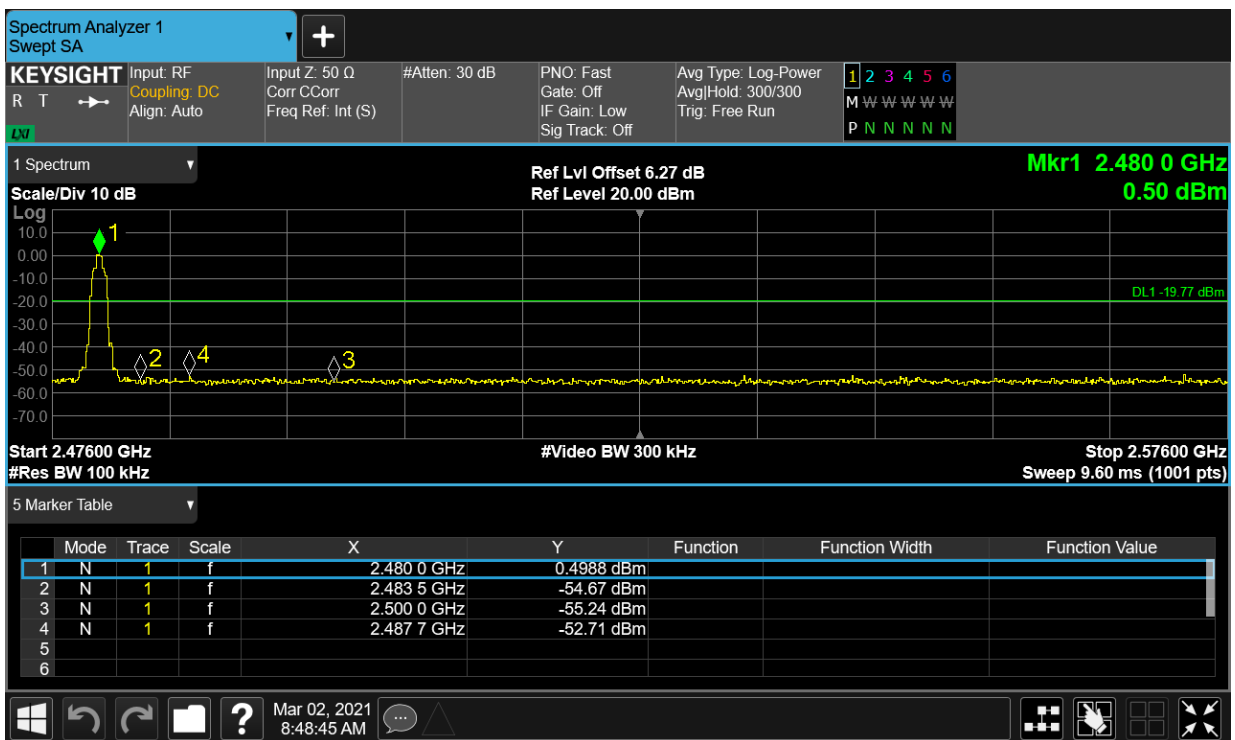 Spectrum Analyzer 1
Swept SA
+
KEYSIGHT
R T
LXI
Input: RF
Coupling: DC
Align: Auto
Input Z: 50 Ω
Corr CCorr
Freq Ref: Int (S)
#Atten: 30 dB
PNO: Fast
Gate: Off
IF Gain: Low
Sig Track: Off
Avg Type: Log-Power
Avg|Hold: 300/300
Trig: Free Run
1 2 3 4 5 6
M W W W W W
P N N N N N
1 Spectrum
Scale/Div 10 dB
Ref Lvl Offset 6.27 dB
Ref Level 20.00 dBm
Mkr1 2.480 0 GHz
0.50 dBm
Log
10.0
0.00
-10.0
-20.0
-30.0
-40.0
-50.0
-60.0
-70.0
1
DL1 -19.77 dBm
2
4
3
Start 2.47600 GHz
#Video BW 300 kHz
Stop 2.57600 GHz
#Res BW 100 kHz
Sweep 9.60 ms (1001 pts)
5 Marker Table
Mode Trace Scale X Y Function Function Width Function Value
1 N 1 f 2.480 0 GHz 0.4988 dBm
2 N 1 f 2.483 5 GHz -54.67 dBm
3 N 1 f 2.500 0 GHz -55.24 dBm
4 N 1 f 2.487 7 GHz -52.71 dBm
5
6
?
Mar 02, 2021
8:48:45 AM